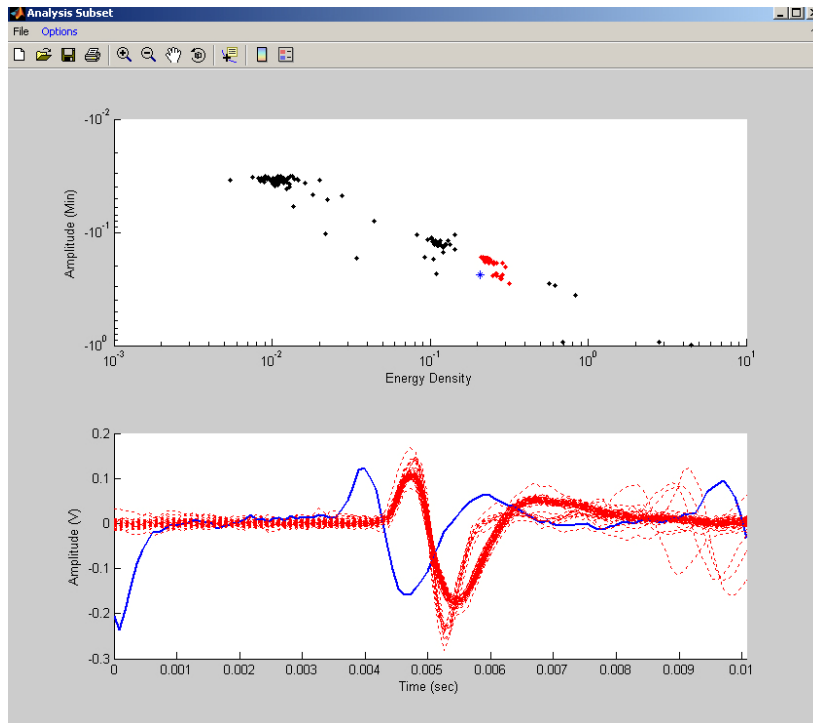 Analysis Subset
File Options
-10^-2
-10^-1
-10^0
Amplitude (Min)
10^-3 10^-2 10^-1 10^0 10^1
Energy Density
0.2
0.1
0
-0.1
-0.2
-0.3
Amplitude (V)
0 0.001 0.002 0.003 0.004 0.005 0.006 0.007 0.008 0.009 0.01
Time (sec)